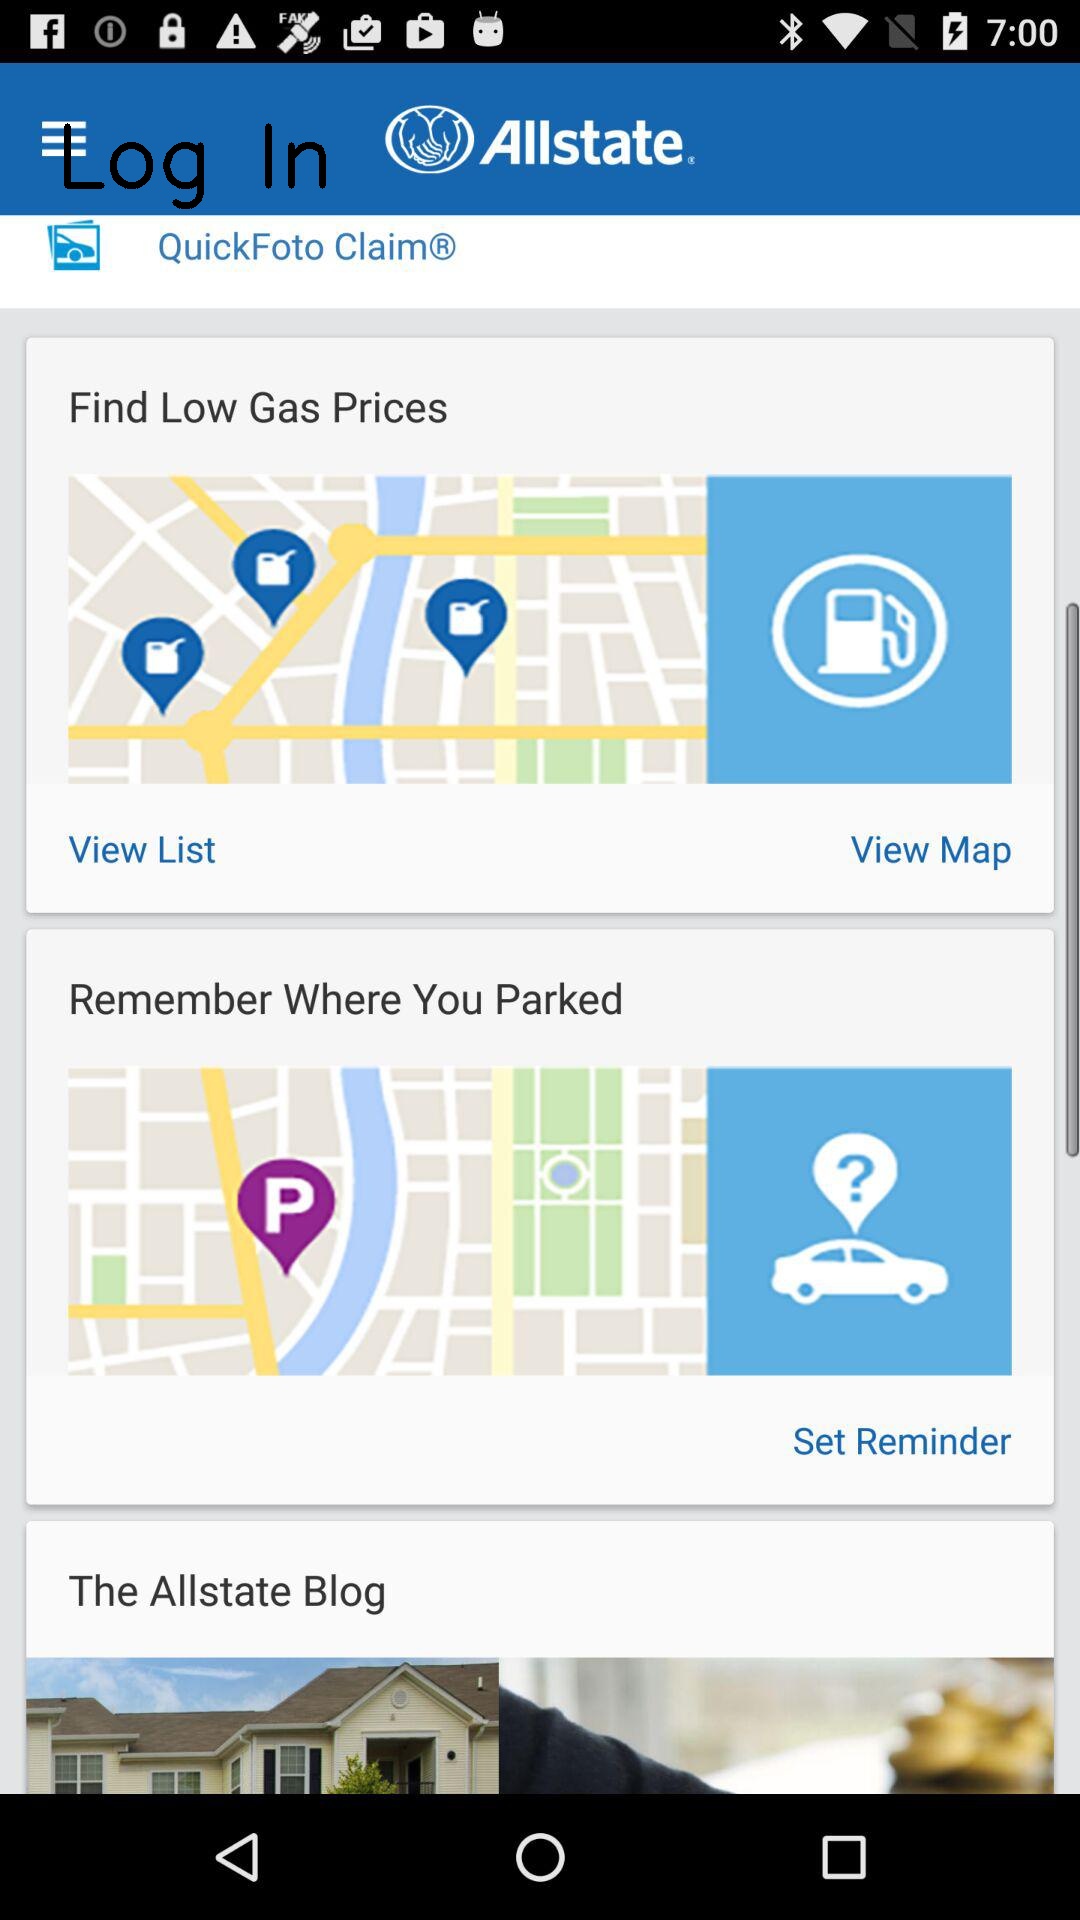 FAKE
7:00
Log In
Allstate®
QuickFoto Claim®
Find Low Gas Prices
View List
View Map
Remember Where You Parked
P
?
Set Reminder
The Allstate Blog